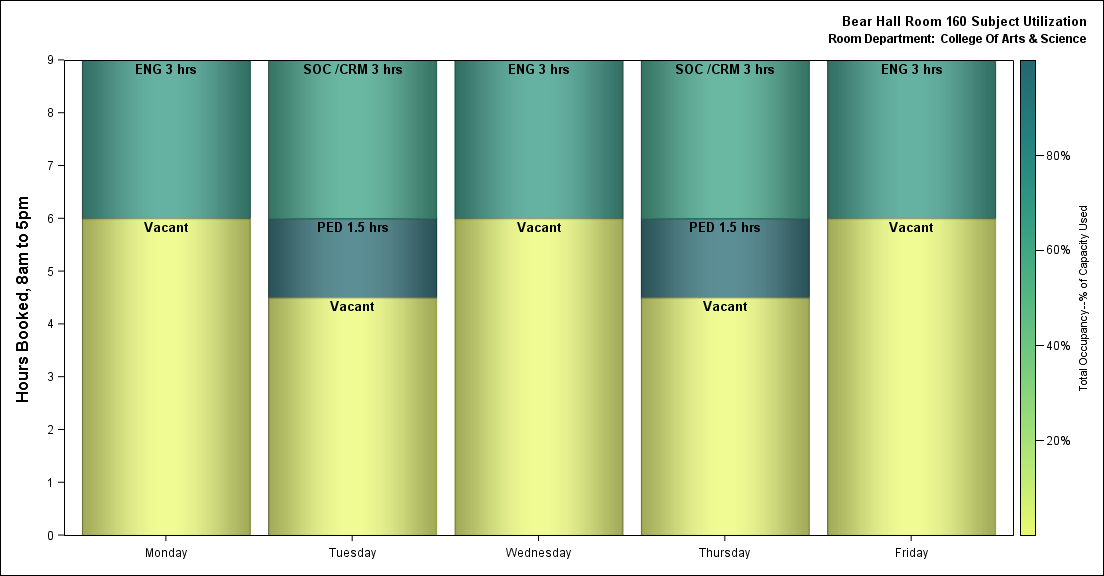 Bear Hall Room 160 Subject Utilization
Room Department: College Of Arts & Science
Hours Booked, 8am to 5pm
9
8
7
6
5
4
3
2
1
0
ENG 3 hrs
SOC /CRM 3 hrs
ENG 3 hrs
SOC /CRM 3 hrs
ENG 3 hrs
Vacant
PED 1.5 hrs
Vacant
PED 1.5 hrs
Vacant
Vacant
Vacant
Monday
Tuesday
Wednesday
Thursday
Friday
80%
60%
40%
20%
Total Occupancy--% of Capacity Used